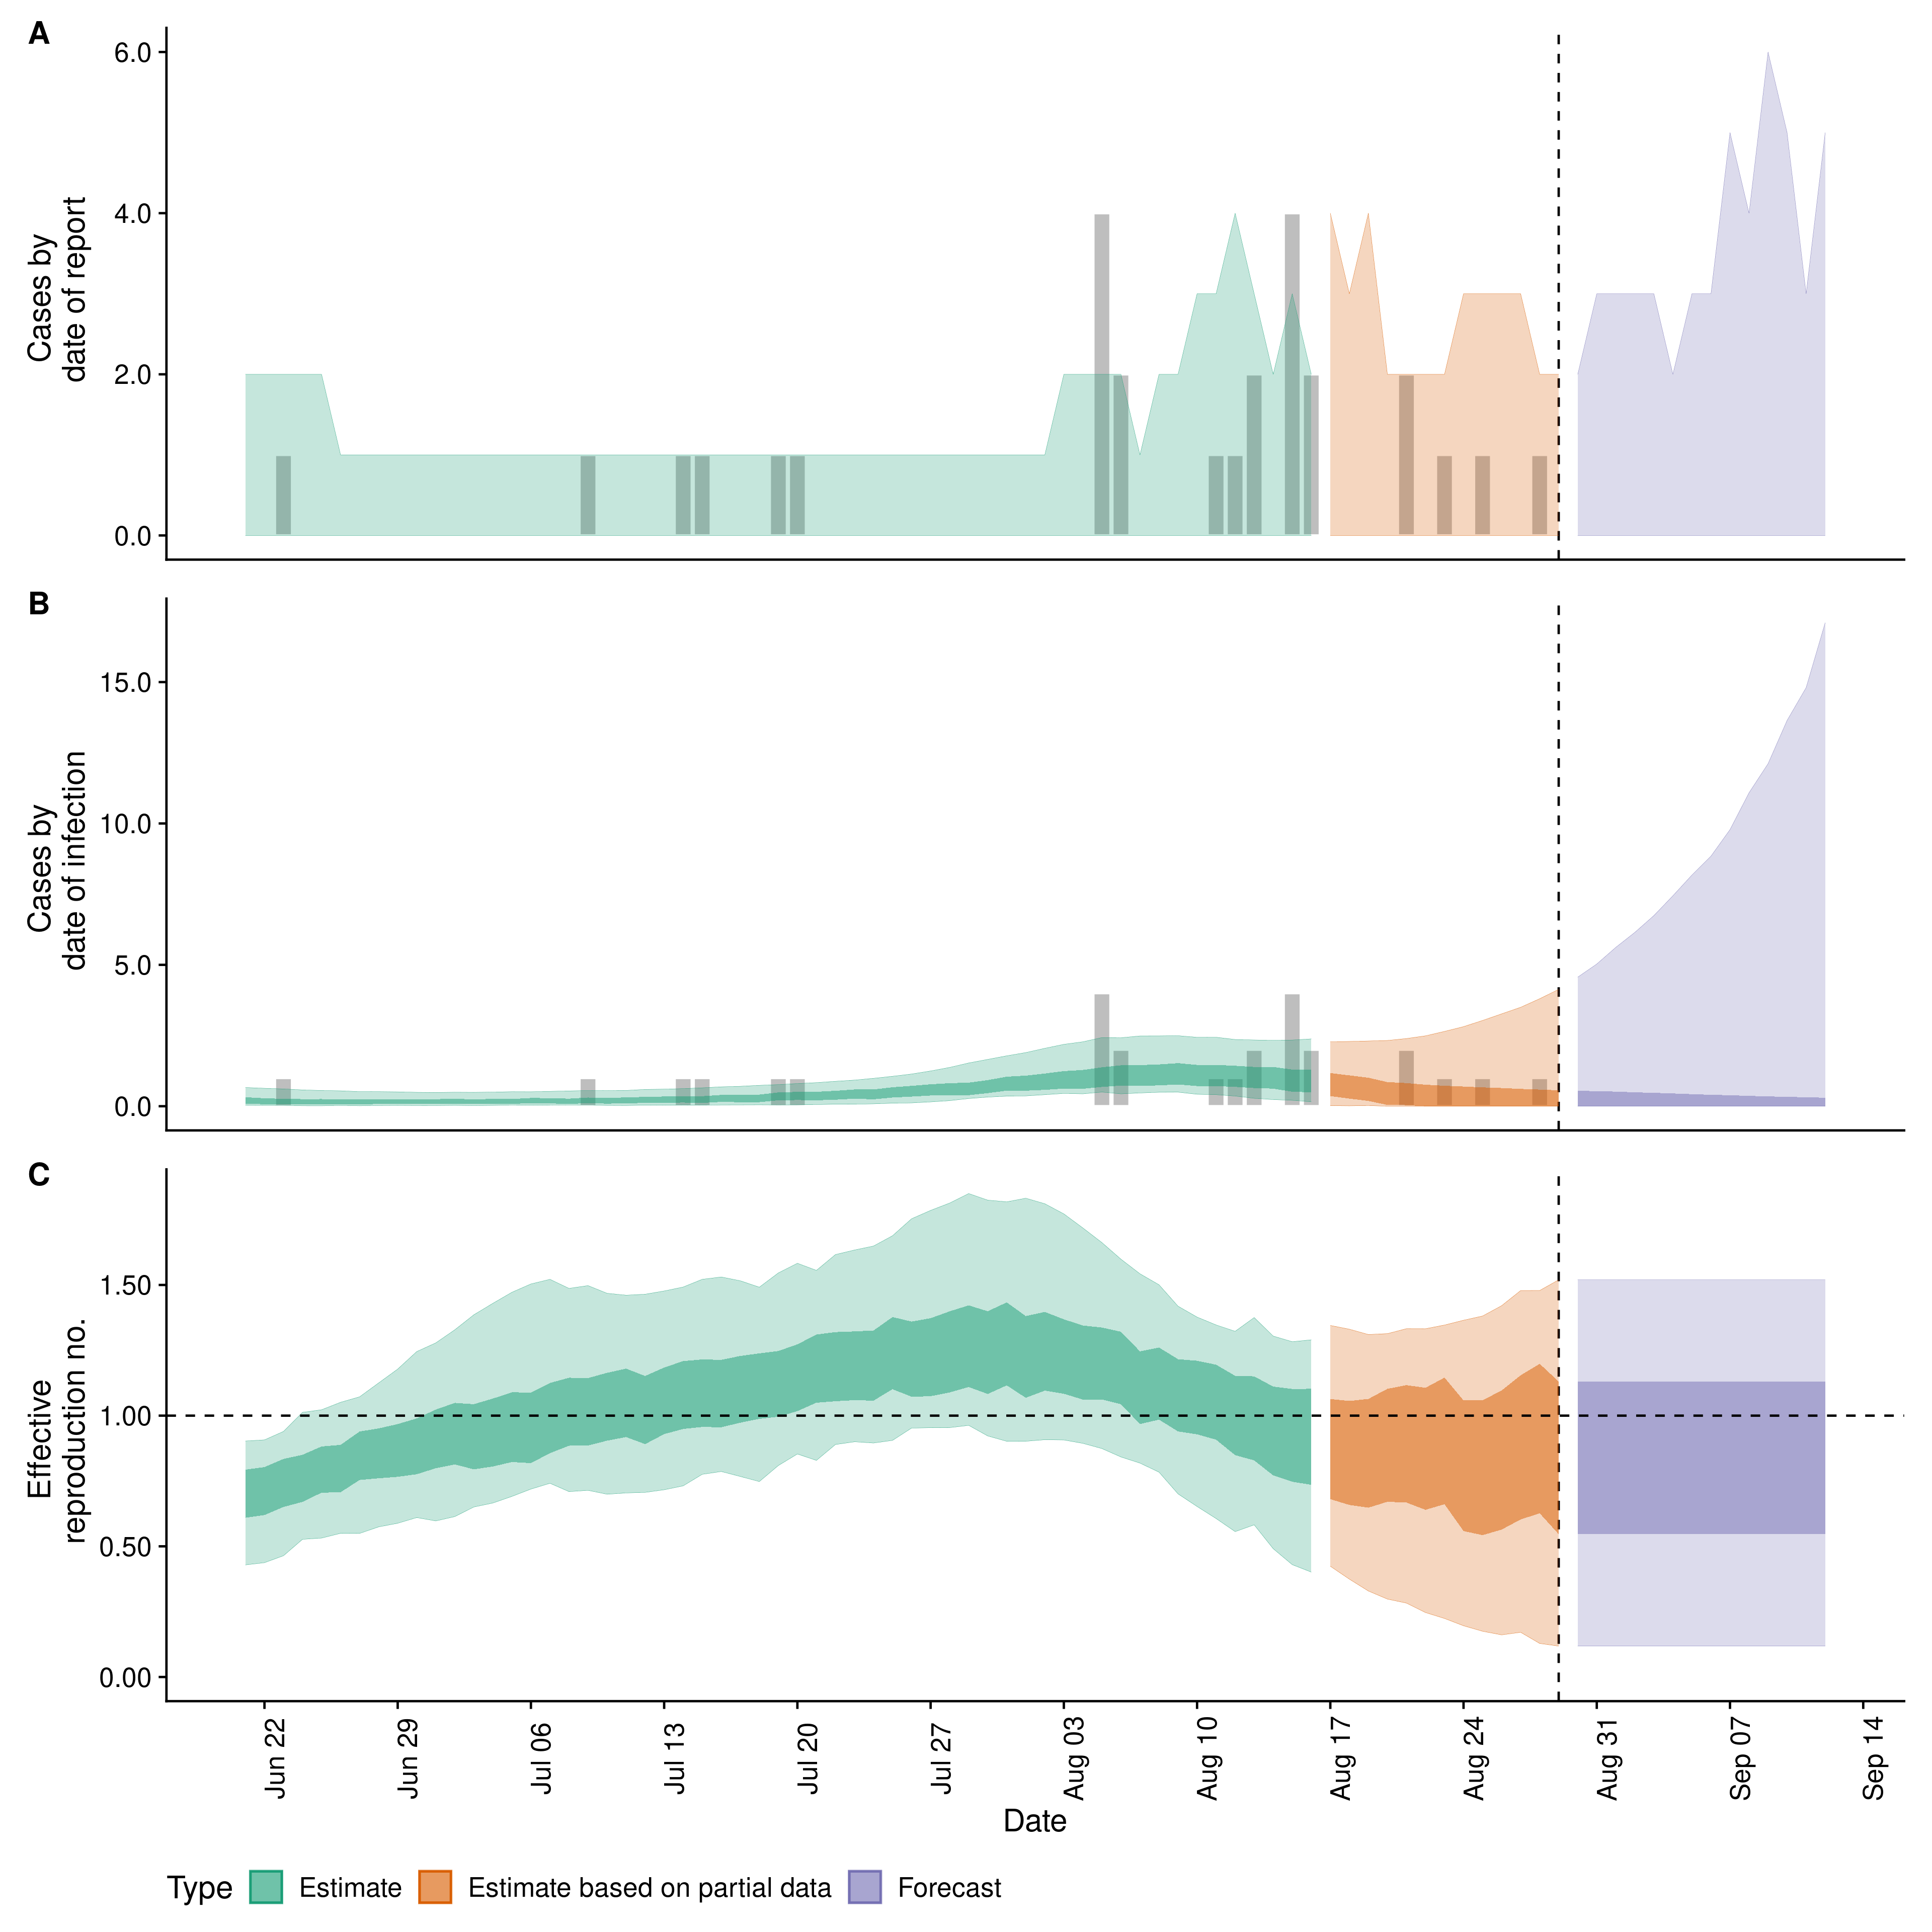 A
6.0
4.0
2.0
0.0
Cases by
date of report
B
15.0
10.0
5.0
0.0
Cases by
date of infection
C
1.50
1.00
0.50
0.00
Effective
reproduction no.
Jun 22
Jun 29
Jul 06
Jul 13
Jul 20
Jul 27
Aug 03
Aug 10
Aug 17
Aug 24
Aug 31
Sep 07
Sep 14
Date
Type Estimate Estimate based on partial data Forecast